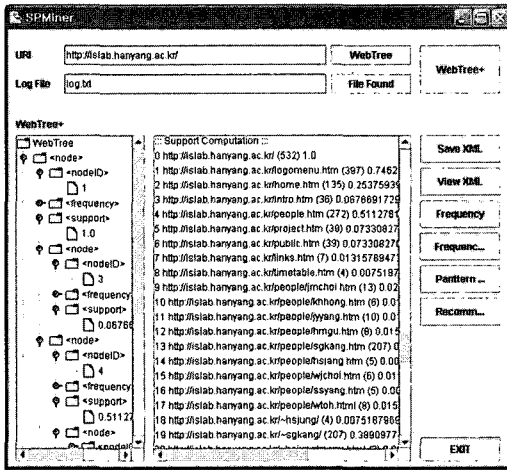 SPMiner
URI http://islab.hanyang.ac.kr/ WebTree
WebTree+
Log File log.txt File Found
WebTree+
WebTree
<node>
<nodeID>
1
<frequency>
<support>
1.0
<node>
<nodeID>
3
<frequency
<support>
0.08766
<node>
<nodeID>
4
<frequency
<support>
0.51127
<node>
::: Support Computation :::
0 http://islab.hanyang.ac.kr/ (532) 1.0
1 http://islab.hanyang.ac.kr/logomenu.htm (397) 0.7462
2 http://islab.hanyang.ac.kr/home.htm (135) 0.25375939
3 http://islab.hanyang.ac.kr/intro.htm (36) 0.0676691729
4 http://islab.hanyang.ac.kr/people.htm (272) 0.5112781
5 http://islab.hanyang.ac.kr/project.htm (39) 0.07330827
6 http://islab.hanyang.ac.kr/public.htm (39) 0.07330827
7 http://islab.hanyang.ac.kr/links.htm (7) 0.0131578947
8 http://islab.hanyang.ac.kr/timetable.htm (4) 0.0075187
9 http://islab.hanyang.ac.kr/people/jmchoi.htm (13) 0.02
10 http://islab.hanyang.ac.kr/people/khhong.htm (6) 0.01
11 http://islab.hanyang.ac.kr/people/yyang.htm (10) 0.01
12 http://islab.hanyang.ac.kr/people/hmgu.htm (8) 0.015
13 http://islab.hanyang.ac.kr/people/sgkang.htm (207) 0
14 http://islab.hanyang.ac.kr/people/hsjang.htm (5) 0.00
15 http://islab.hanyang.ac.kr/people/wjchoi.htm (6) 0.01
16 http://islab.hanyang.ac.kr/people/ssyang.htm (5) 0.00
17 http://islab.hanyang.ac.kr/people/wtoh.html (8) 0.015
18 http://islab.hanyang.ac.kr/~hsjung/ (4) 0.0075187969
19 http://islab.hanyang.ac.kr/~sgkang/ (207) 0.3890977
Save XML
View XML
Frequency
Frequenc...
Panttern ...
Recomm...
EXIT